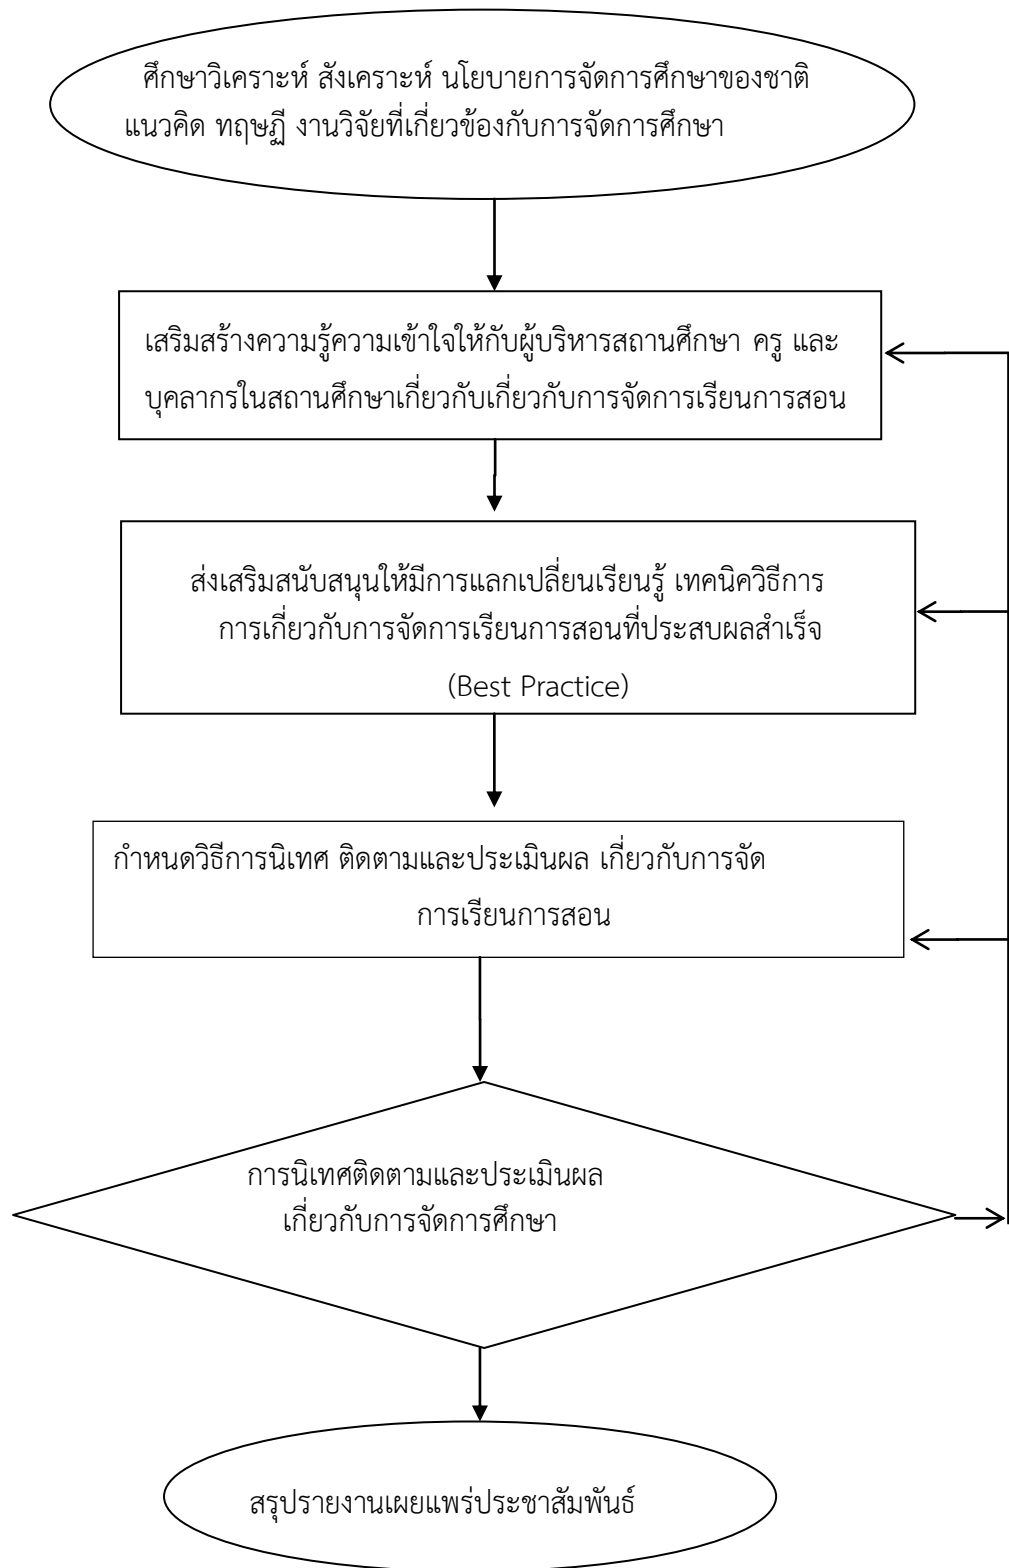 ศึกษาวิเคราะห์ สังเคราะห์ นโยบายการจัดการศึกษาของชาติ
แนวคิด ทฤษฏี งานวิจัยที่เกี่ยวข้องกับการจัดการศึกษา
เสริมสร้างความรู้ความเข้าใจให้กับผู้บริหารสถานศึกษา ครู และ
บุคลากรในสถานศึกษาเกี่ยวกับเกี่ยวกับการจัดการเรียนการสอน
ส่งเสริมสนับสนุนให้มีการแลกเปลี่ยนเรียนรู้ เทคนิควิธีการ
การเกี่ยวกับการจัดการเรียนการสอนที่ประสบผลสำเร็จ
(Best Practice)
กำหนดวิธีการนิเทศ ติดตามและประเมินผล เกี่ยวกับการจัด
การเรียนการสอน
การนิเทศติดตามและประเมินผล
เกี่ยวกับการจัดการศึกษา
สรุปรายงานเผยแพร่ประชาสัมพันธ์